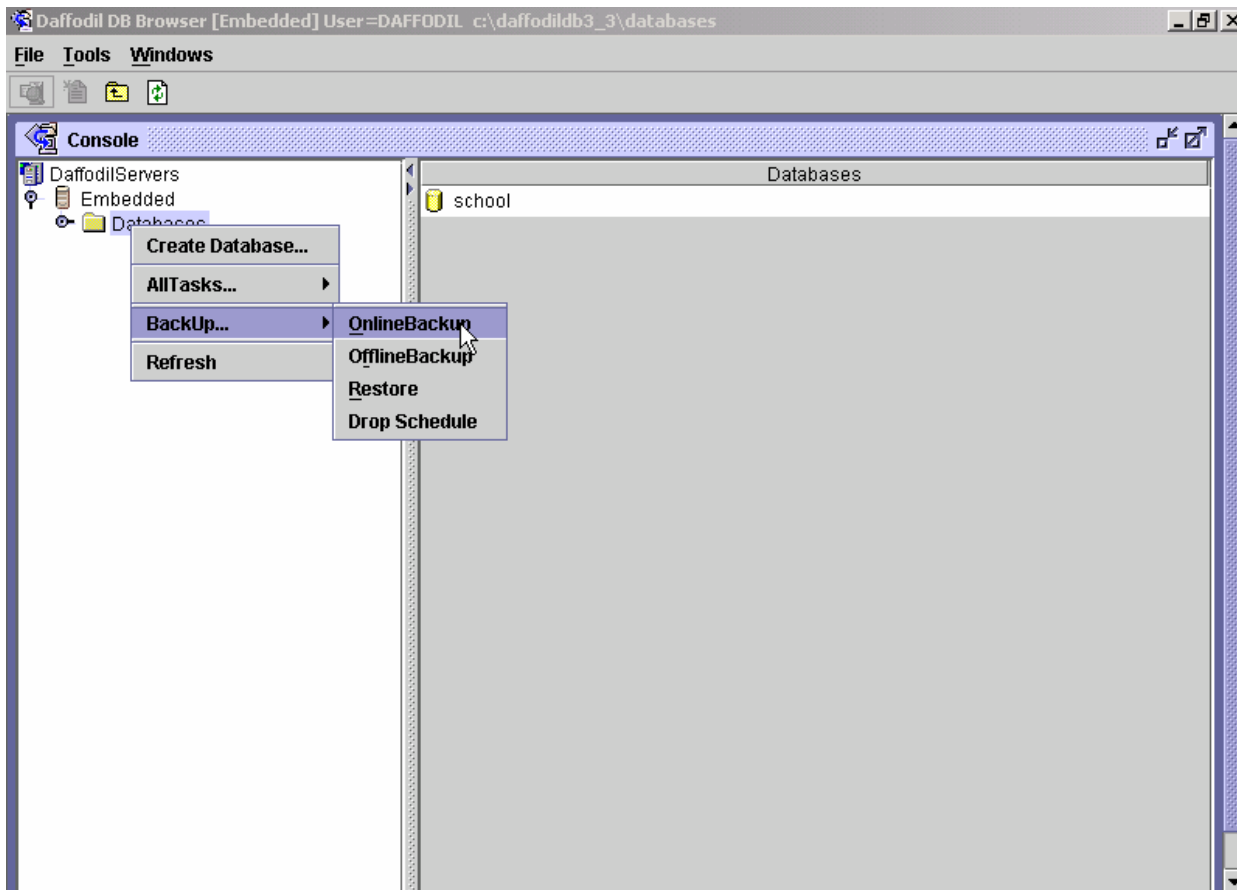 Daffodil DB Browser [Embedded] User=DAFFODIL c:\daffodildb3_3\databases
File Tools Windows
Console
DaffodilServers
Embedded
Databases
Create Database...
AllTasks...
BackUp...
Refresh
OnlineBackup
OfflineBackup
Restore
Drop Schedule
Databases
school